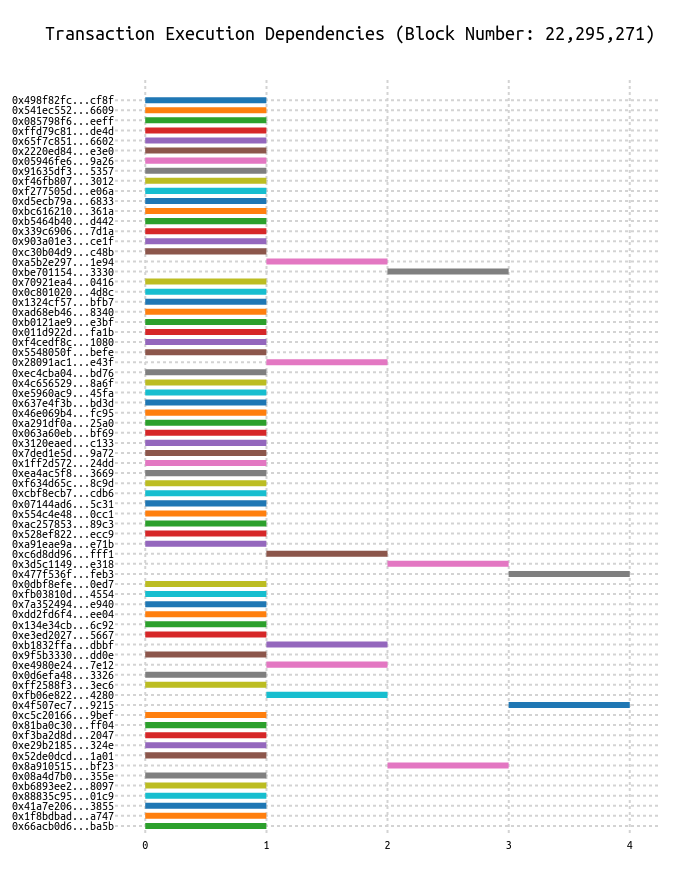 Transaction Execution Dependencies (Block Number: 22,295,271)
0x498f82fc...cf8f
0x541ec552...6609
0x085798f6...eeff
0xffd79c81...de4d
0x65f7c851...6602
0x2220ed84...e3e0
0x05946fe6...9a26
0x91635df3...5357
0xf46fb807...3012
0xf277505d...e06a
0xd5ecb79a...6833
0xbc616210...361a
0xb5464b40...d442
0x339c6906...7d1a
0x903a01e3...ce1f
0xc30b04d9...c48b
0xa5b2e297...1e94
0xbe701154...3330
0x70921ea4...0416
0x0c801020...4d8c
0x1324cf57...bfb7
0xad68eb46...8340
0xb0121ae9...e3bf
0x011d922d...fa1b
0xf4cedf8c...1080
0x5548050f...befe
0x28091ac1...e43f
0xec4cba04...bd76
0x4c656529...8a6f
0xe5960ac9...45fa
0x637e4f3b...bd3d
0x46e069b4...fc95
0xa291df0a...25a0
0x063a60eb...bf69
0x3120eaed...c133
0x7ded1e5d...9a72
0x1ff2d572...24dd
0xea4ac5f8...3669
0xf634d65c...8c9d
0xcbf8ecb7...cdb6
0x07144ad6...5c31
0x554c4e48...0cc1
0xac257853...89c3
0x528ef822...ecc9
0xa91eae9a...e71b
0xc6d8dd96...fff1
0x3d5c1149...e318
0x477f536f...feb3
0x0dbf8efe...0ed7
0xfb03810d...4554
0x7a352494...e940
0xdd2fd6f4...ee04
0x134e34cb...6c92
0xe3ed2027...5667
0xb1832ffa...dbbf
0x9f5b3330...dd0e
0xe4980e24...7e12
0x0d6efa48...3326
0xff2588f3...3ec6
0xfb06e822...4280
0x4f507ec7...9215
0xc5c20166...9bef
0x81ba0c30...ff04
0xf3ba2d8d...2047
0xe29b2185...324e
0x52de0dcd...1a01
0x8a910515...bf23
0x08a4d7b0...355e
0xb6893ee2...8097
0x88835c95...01c9
0x41a7e206...3855
0x1f8bdbad...a747
0x66acb0d6...ba5b
0 1 2 3 4